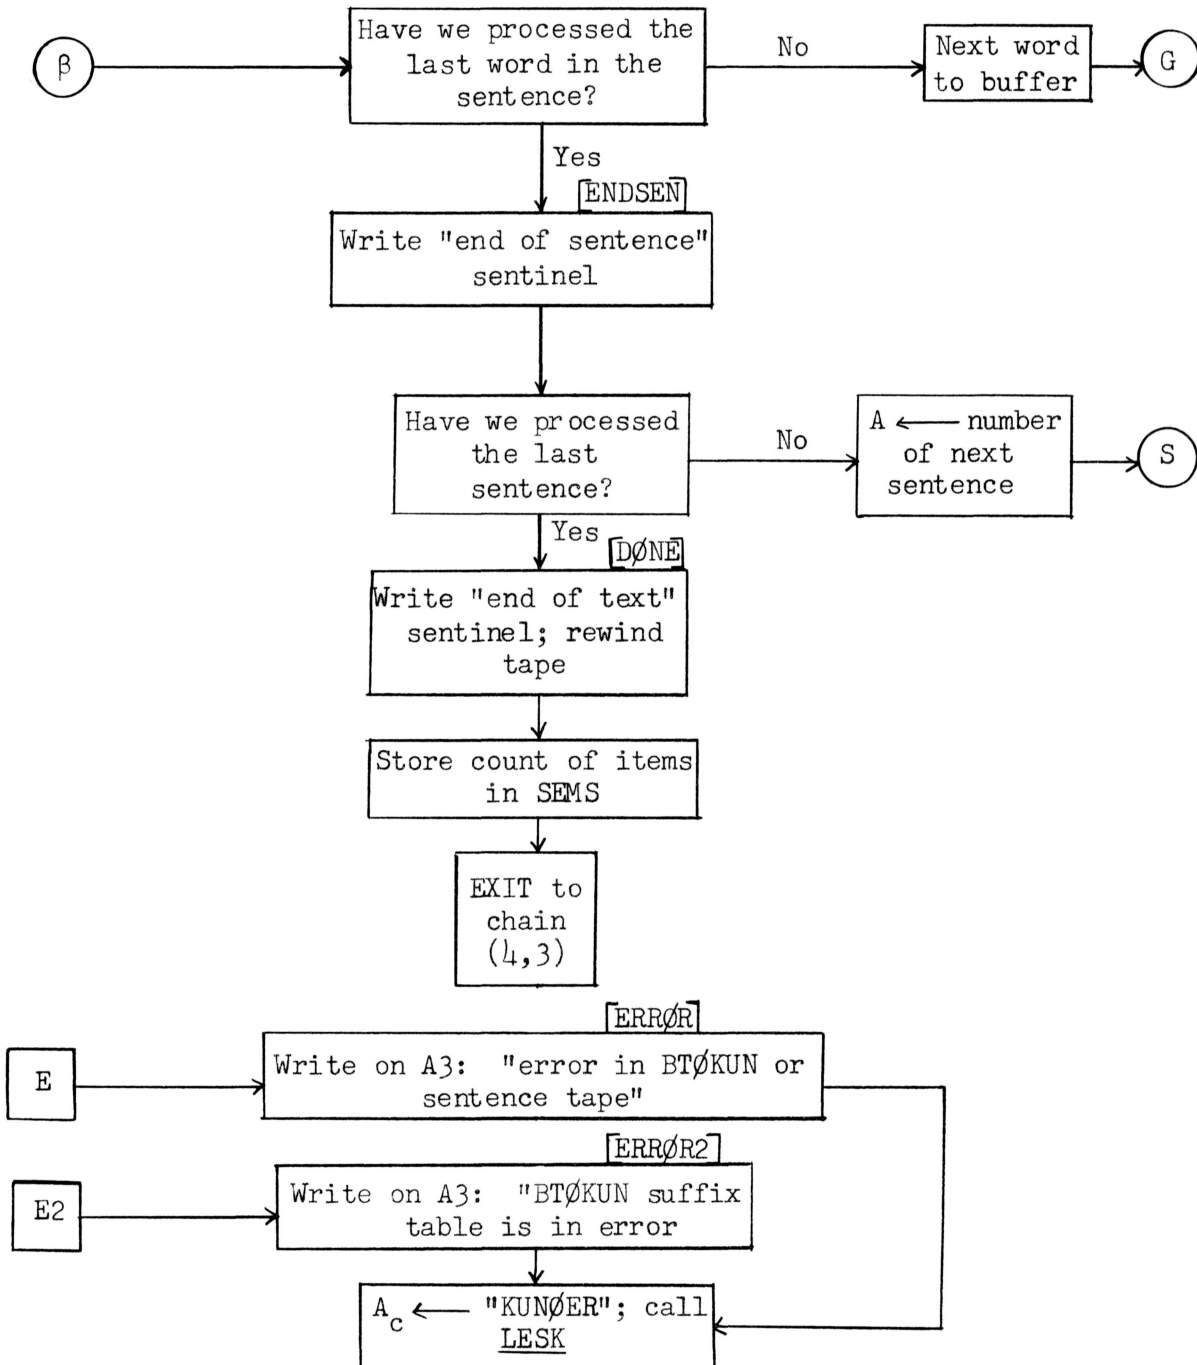 β
Have we processed the
last word in the
sentence?
No
Next word
to buffer
G
Yes
[ENDSEN]
Write "end of sentence"
sentinel
Have we processed
the last
sentence?
No
A ← number
of next
sentence
S
Yes
[DØNE]
Write "end of text"
sentinel; rewind
tape
Store count of items
in SEMS
EXIT to
chain
(4,3)
[ERRØR]
E
Write on A3: "error in BTØKUN or
sentence tape"
[ERRØR2]
E2
Write on A3: "BTØKUN suffix
table is in error
A_c ← "KUNØER"; call
LESK